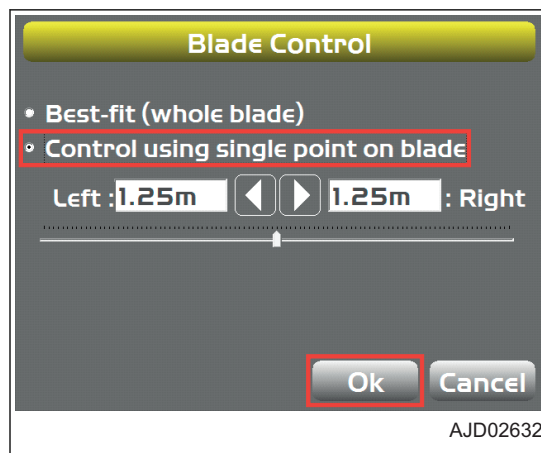 Blade Control
Best-fit (whole blade)
Control using single point on blade
Left :1.25m 1.25m : Right
Ok Cancel
AJD02632